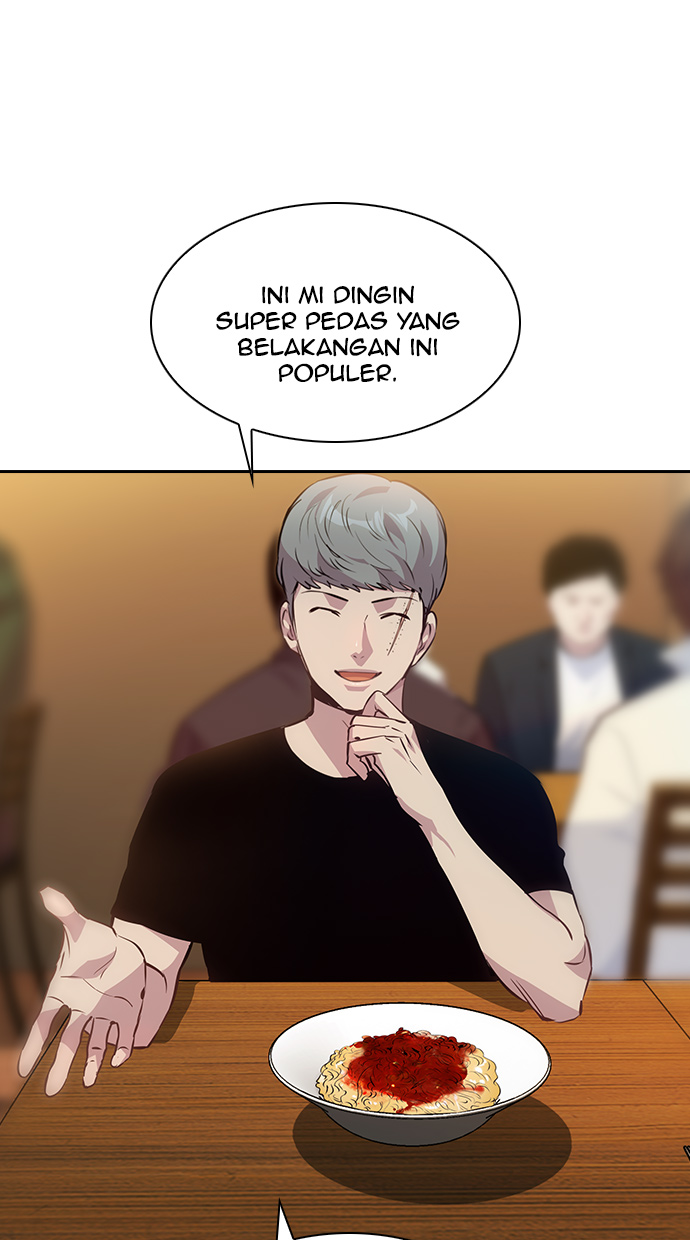 INI MI DINGIN
SUPER PEDAS YANG
BELAKANGAN INI
POPULER.